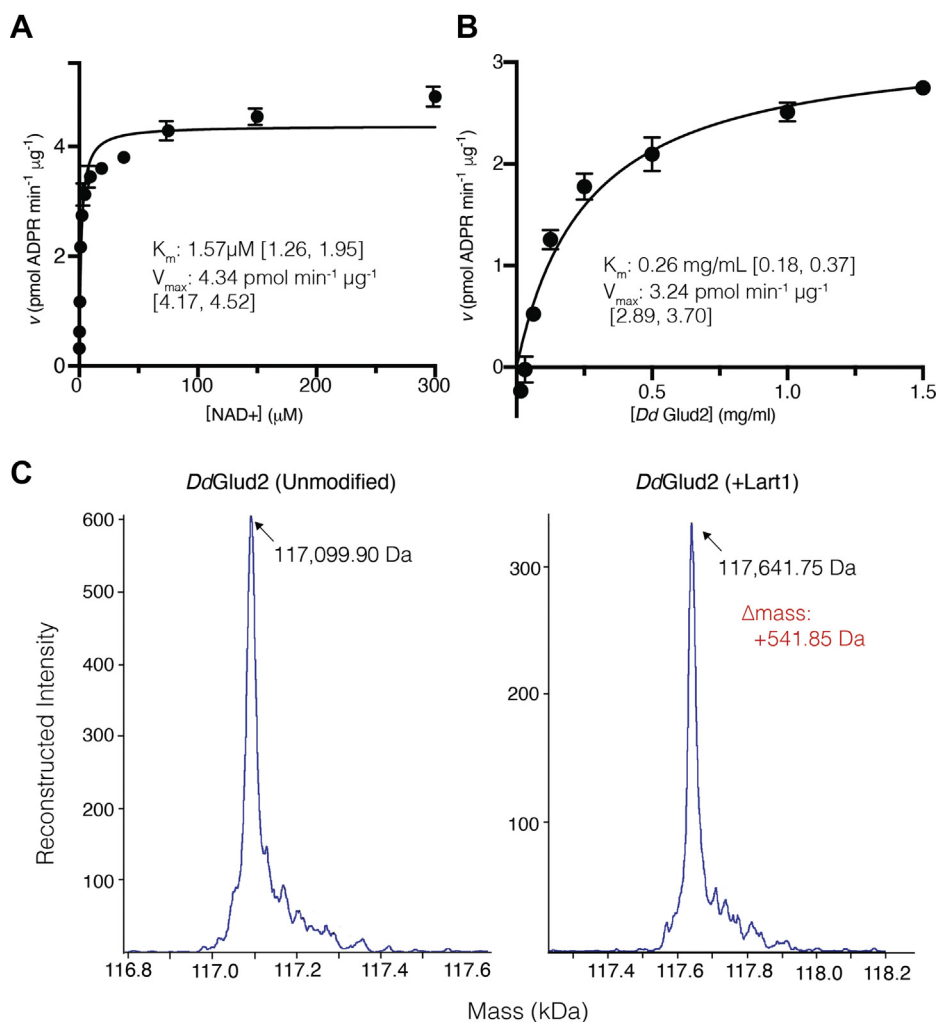 A
v (pmol ADPR min⁻¹ µg⁻¹)
4
2
0
Kₘ: 1.57µM [1.26, 1.95]
Vₘₐₓ: 4.34 pmol min⁻¹ µg⁻¹
[4.17, 4.52]
0 100 200 300
[NAD+] (µM)
B
v (pmol ADPR min⁻¹ µg⁻¹)
3
2
1
0
Kₘ: 0.26 mg/mL [0.18, 0.37]
Vₘₐₓ: 3.24 pmol min⁻¹ µg⁻¹
[2.89, 3.70]
0.5 1.0 1.5
[Dd Glud2] (mg/ml)
C
DdGlud2 (Unmodified)
Reconstructed Intensity
600
500
400
300
200
100
117,099.90 Da
116.8 117.0 117.2 117.4 117.6
DdGlud2 (+Lart1)
300
200
100
117,641.75 Da
Δmass:
+541.85 Da
117.4 117.6 117.8 118.0 118.2
Mass (kDa)